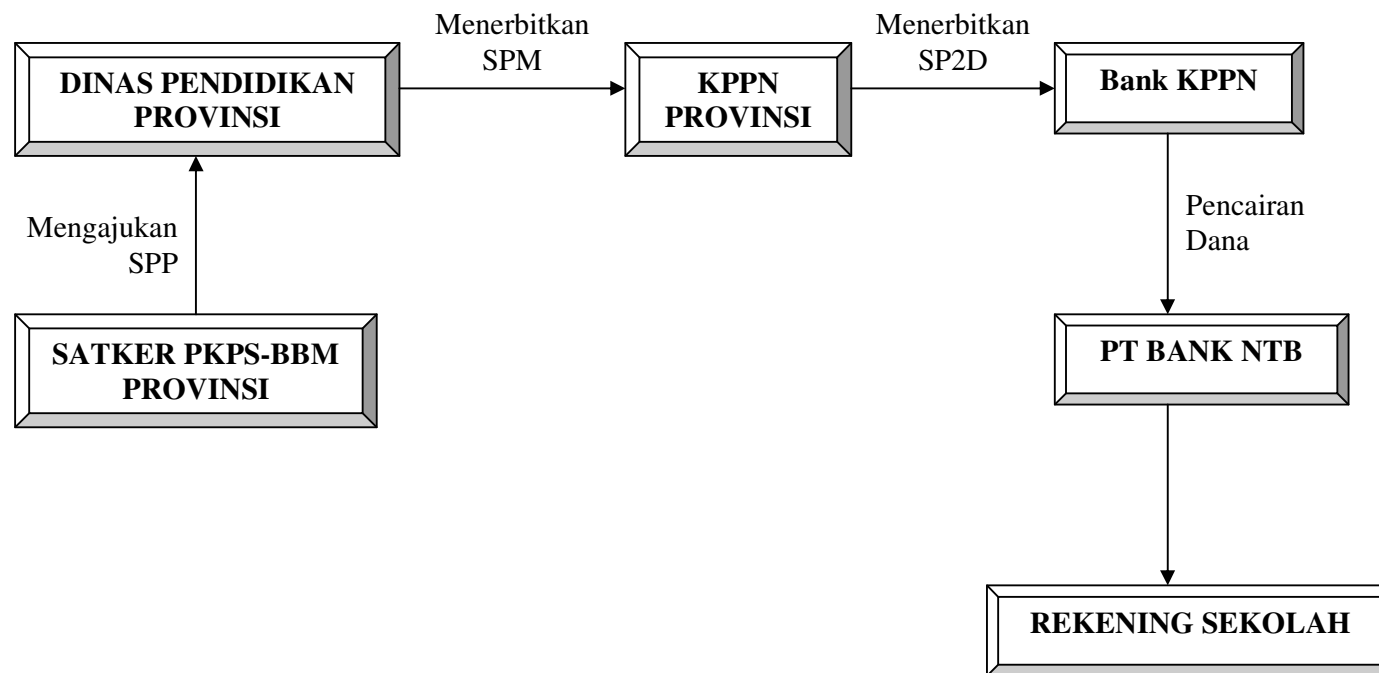 Menerbitkan
SPM
Menerbitkan
SP2D
DINAS PENDIDIKAN
PROVINSI
KPPN
PROVINSI
Bank KPPN
Mengajukan
SPP
Pencairan
Dana
SATKER PKPS-BBM
PROVINSI
PT BANK NTB
REKENING SEKOLAH